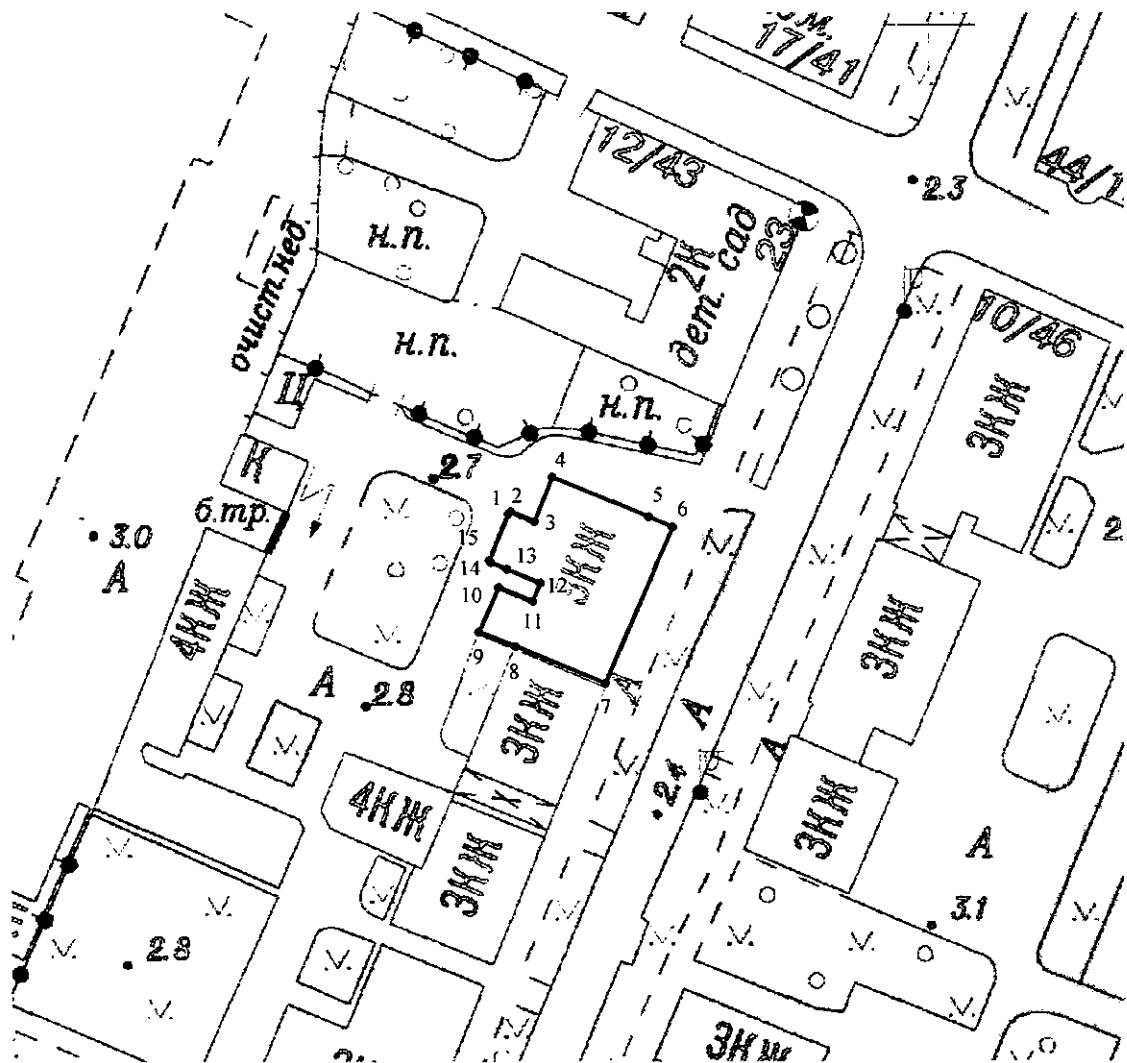 17/41
12/43
44/1
2.3
Н.П.
2К
дет. сад
23
очист.нед.
10/46
Н.П.
Ц
3КЖ
Н.П.
К
2.7
4
1
2
5
6
3
б.тр.
3.0
15
3КЖ
А
14
13
12
10
11
4КЖ
9
8
3КЖ
А
2.8
7
А
А
3КЖ
А
2.4
4КЖ
3КЖ
3КЖ
А
3.1
2.8
3КЖ